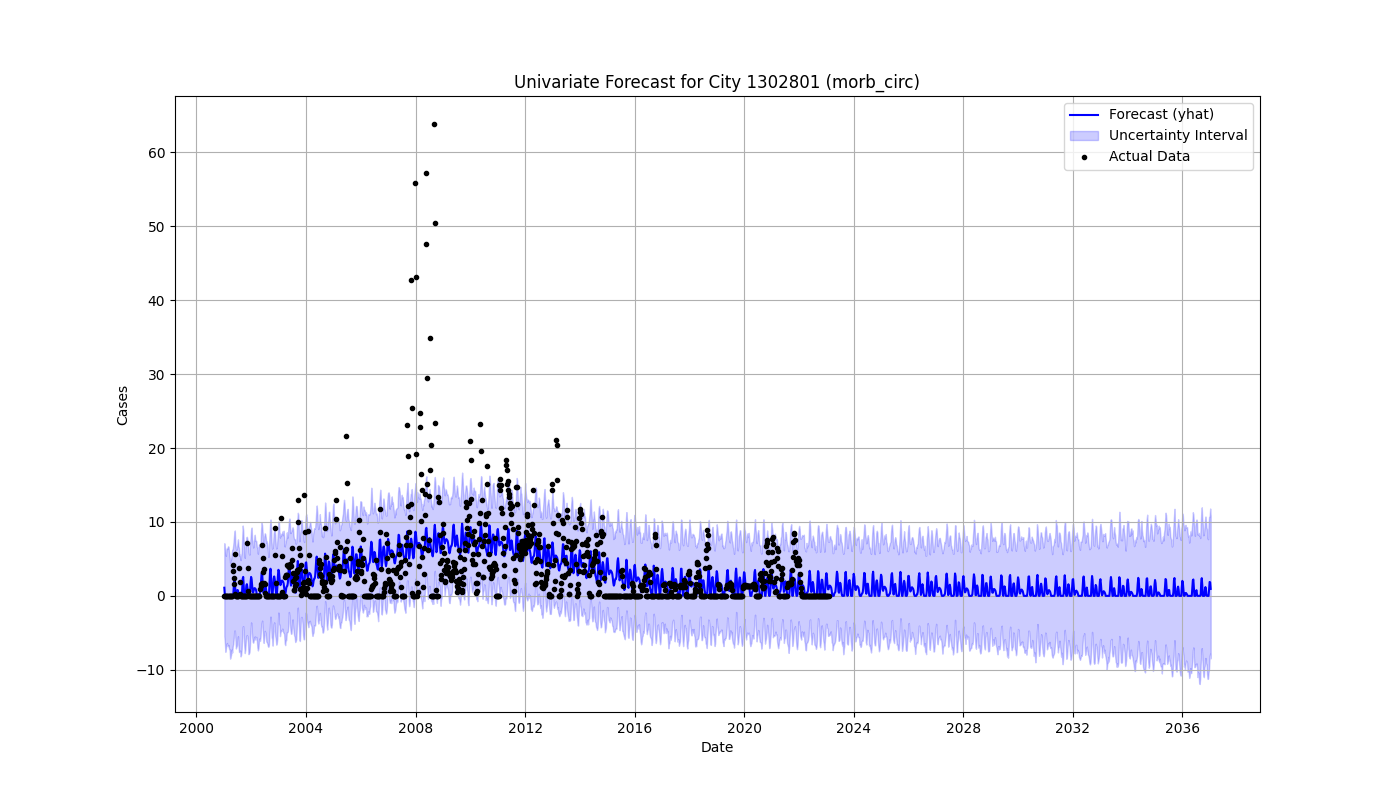 Univariate Forecast for City 1302801 (morb_circ)
Forecast (yhat)
Uncertainty Interval
Actual Data
Cases
60
50
40
30
20
10
0
−10
2000 2004 2008 2012 2016 2020 2024 2028 2032 2036
Date